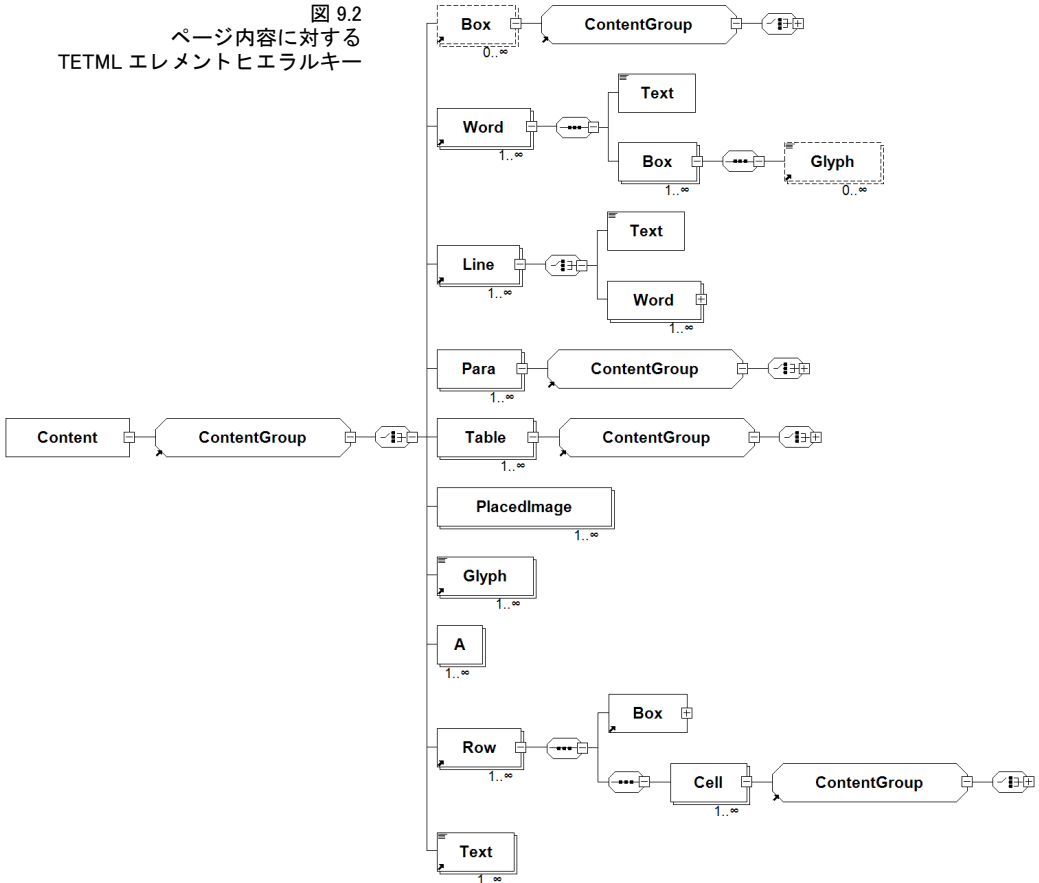 図 9.2
ページ内容に対する
TETML エレメントヒエラルキー
Box
0..∞
ContentGroup
Word
1..∞
Text
Box
1..∞
Glyph
0..∞
Line
1..∞
Text
Word
1..∞
Para
1..∞
ContentGroup
Content
ContentGroup
Table
1..∞
ContentGroup
PlacedImage
1..∞
Glyph
1..∞
A
1..∞
Row
1..∞
Box
Cell
1..∞
ContentGroup
Text
1..∞